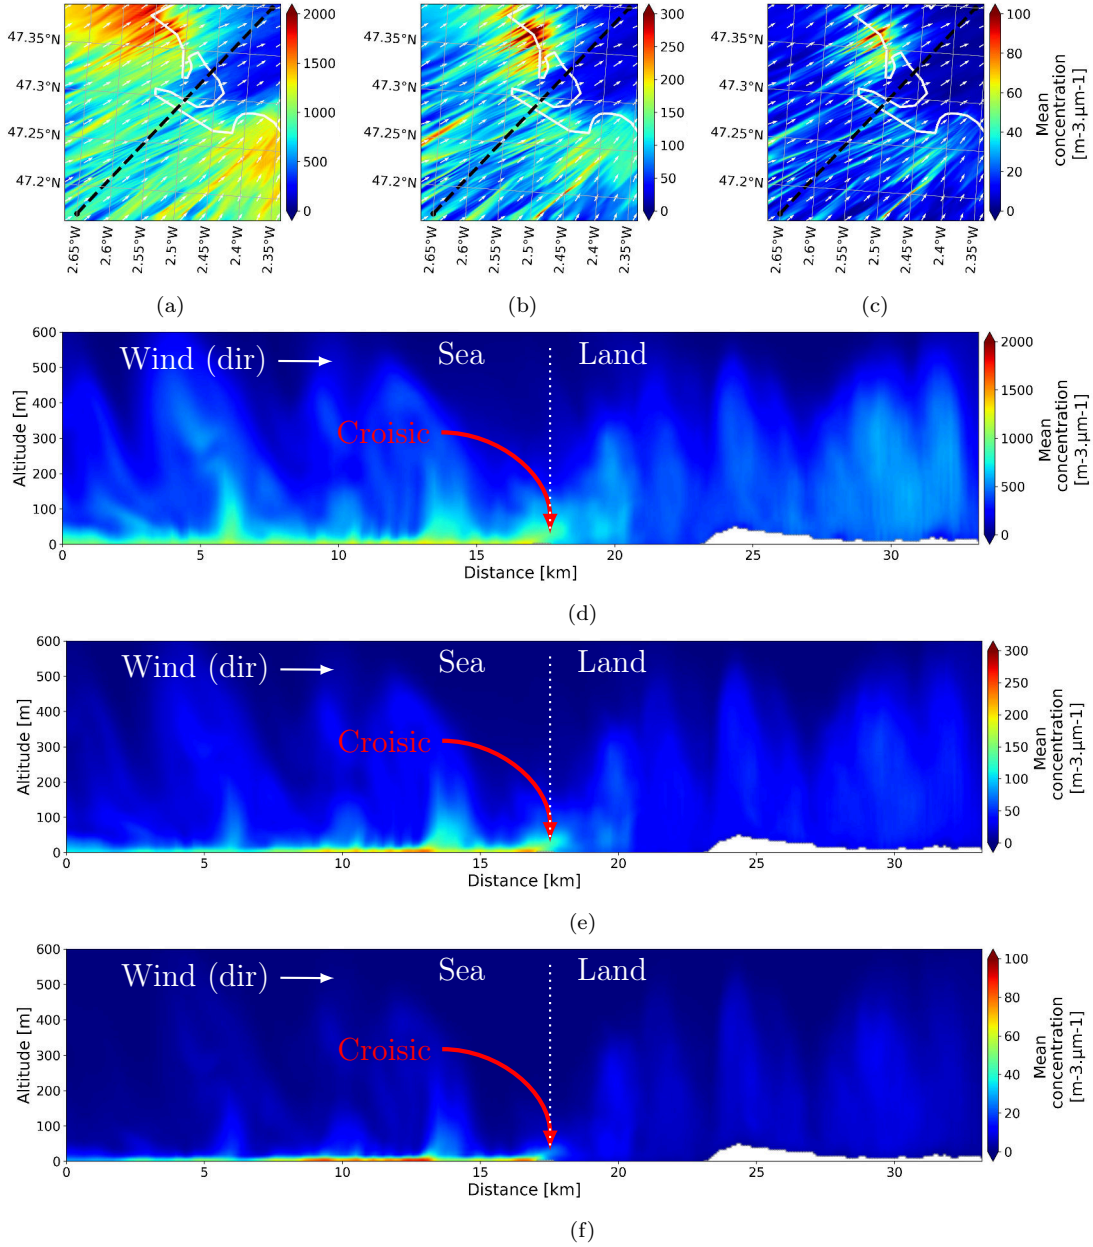 47.35°N
47.3°N
47.25°N
47.2°N
2.65°W
2.6°W
2.55°W
2.5°W
2.45°W
2.4°W
2.35°W
2000
1500
1000
500
0
(a)
47.35°N
47.3°N
47.25°N
47.2°N
2.65°W
2.6°W
2.55°W
2.5°W
2.45°W
2.4°W
2.35°W
300
250
200
150
100
50
0
(b)
47.35°N
47.3°N
47.25°N
47.2°N
2.65°W
2.6°W
2.55°W
2.5°W
2.45°W
2.4°W
2.35°W
100
80
60
40
20
0
Mean
concentration
[m-3.µm-1]
(c)
Altitude [m]
600
500
400
300
200
100
0
Wind (dir)
Sea
Land
Croisic
0 5 10 15 20 25 30
Distance [km]
2000
1500
1000
500
0
Mean
concentration
[m-3.µm-1]
(d)
Altitude [m]
600
500
400
300
200
100
0
Wind (dir)
Sea
Land
Croisic
0 5 10 15 20 25 30
Distance [km]
300
250
200
150
100
50
0
Mean
concentration
[m-3.µm-1]
(e)
Altitude [m]
600
500
400
300
200
100
0
Wind (dir)
Sea
Land
Croisic
0 5 10 15 20 25 30
Distance [km]
100
80
60
40
20
0
Mean
concentration
[m-3.µm-1]
(f)